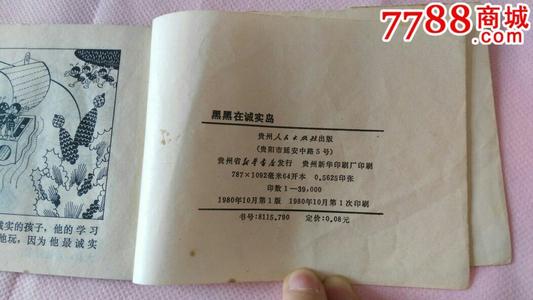 7788商城
黑黑在诚实岛
贵州人民出版社出版
(贵阳市延安中路5号)
贵州省新华书店发行 贵州新华印刷厂印刷
787×1092毫米64开本 0.5625印张
印数1—39,000
1980年10月第1版 1980年10月第1次印刷
书号:8115.790 定价:0.08元
诚实的孩子,他的学习
他玩,因为他最诚实